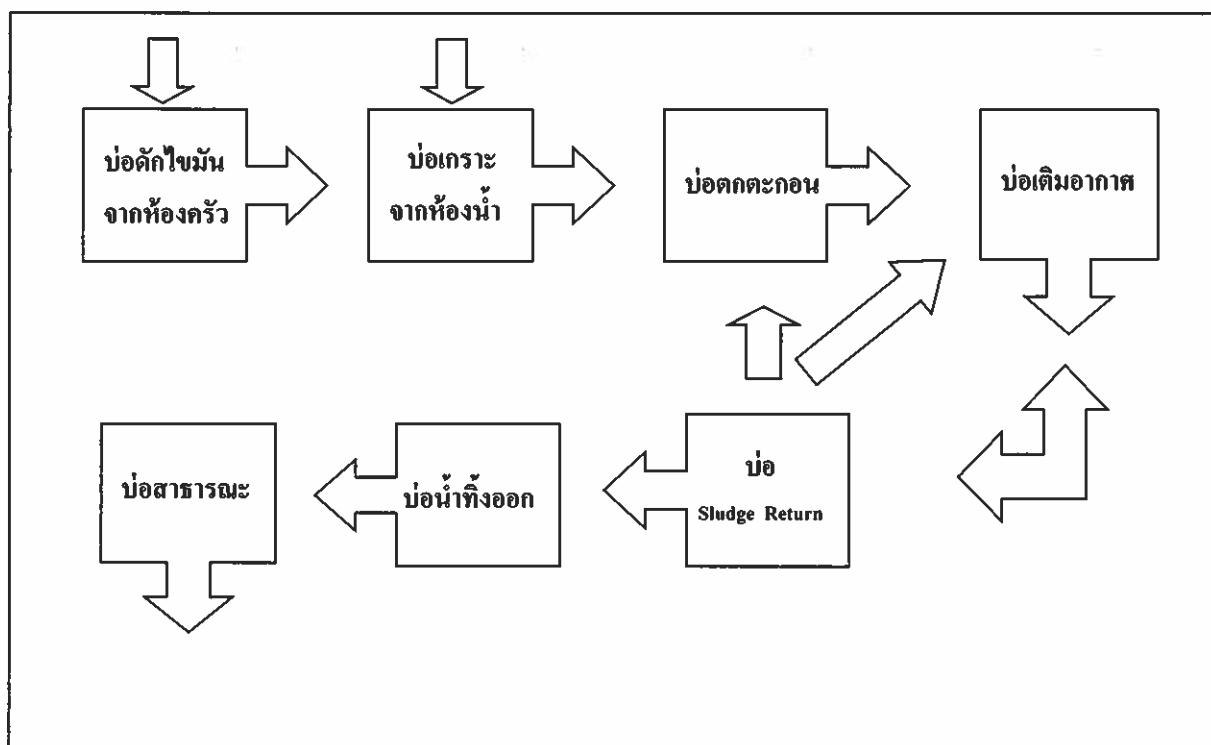 บ่อดักไขมัน
จากห้องครัว
บ่อเกราะ
จากห้องน้ำ
บ่อตกตะกอน
บ่อเติมอากาศ
บ่อสาธารณะ
บ่อน้ำทิ้งออก
บ่อ
Sludge Return